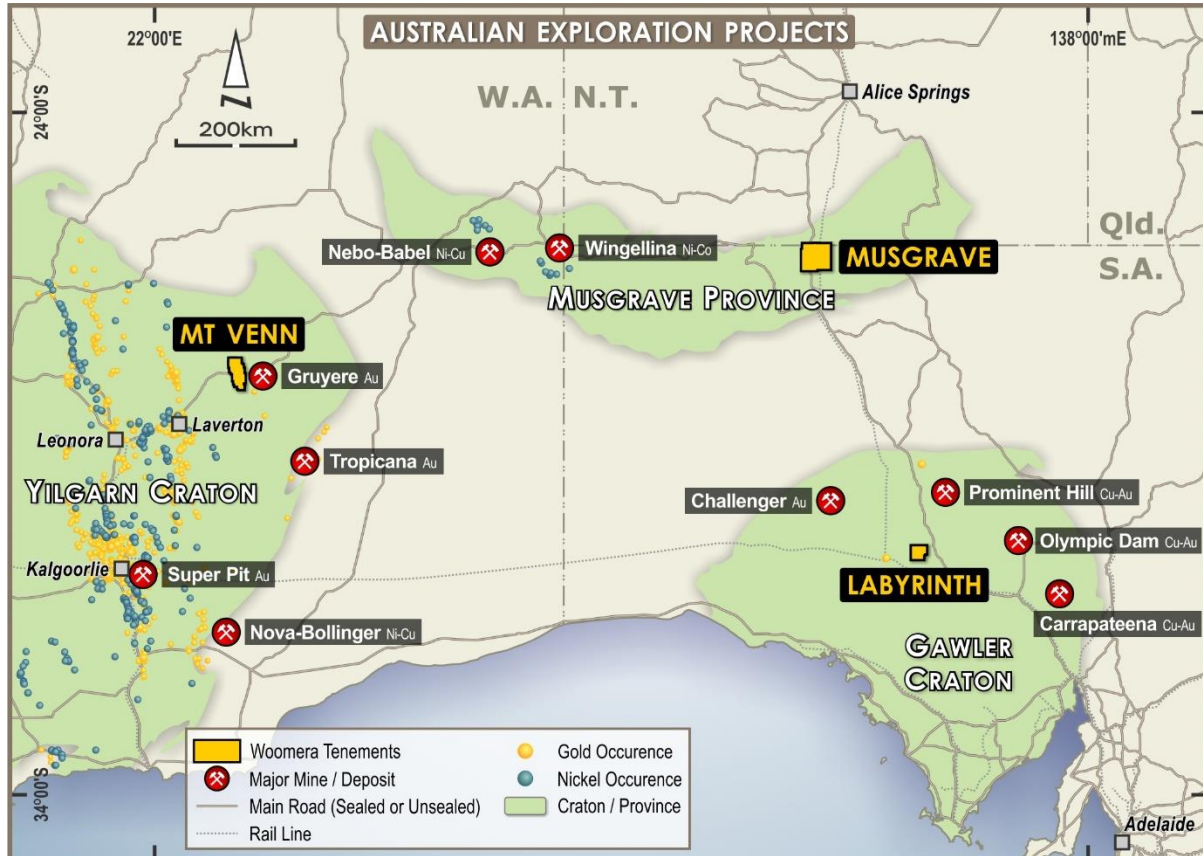 AUSTRALIAN EXPLORATION PROJECTS
22°00'E
138°00'mE
24°00'S
34°00'S
N
200km
W.A.
N.T.
Qld.
S.A.
Alice Springs
Nebo-Babel Ni-Cu
Wingellina Ni-Co
MUSGRAVE
MUSGRAVE PROVINCE
MT VENN
Gruyere Au
Laverton
Leonora
Tropicana Au
YILGARN CRATON
Kalgoorlie
Super Pit Au
Nova-Bollinger Ni-Cu
Challenger Au
Prominent Hill Cu-Au
Olympic Dam Cu-Au
LABYRINTH
Carrapateena Cu-Au
GAWLER
CRATON
Adelaide
Woomera Tenements
Major Mine / Deposit
Main Road (Sealed or Unsealed)
Rail Line
Gold Occurence
Nickel Occurence
Craton / Province